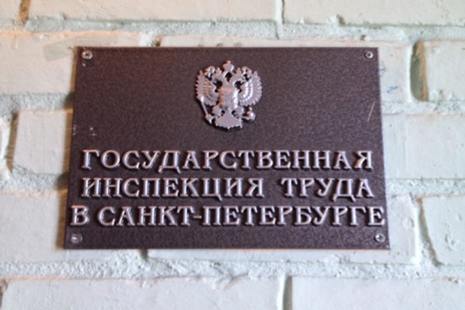 ГОСУДАРСТВЕННАЯ
ИНСПЕКЦИЯ ТРУДА
В САНКТ-ПЕТЕРБУРГЕ